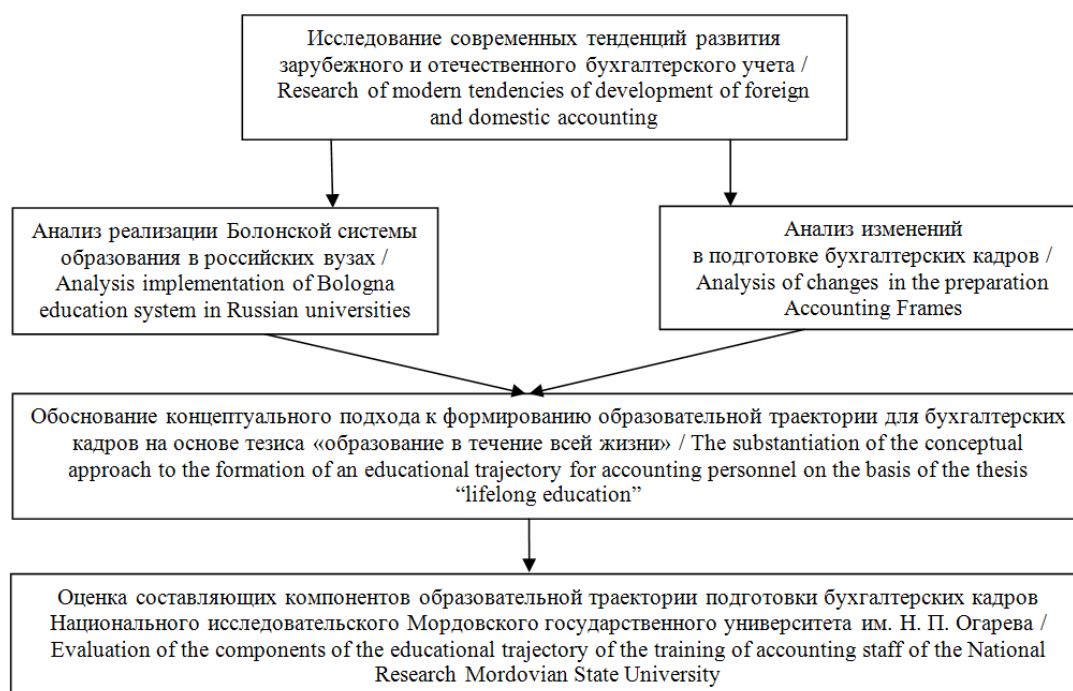 Исследование современных тенденций развития
зарубежного и отечественного бухгалтерского учета /
Research of modern tendencies of development of foreign
and domestic accounting
Анализ реализации Болонской системы
образования в российских вузах /
Analysis implementation of Bologna
education system in Russian universities
Анализ изменений
в подготовке бухгалтерских кадров /
Analysis of changes in the preparation
Accounting Frames
Обоснование концептуального подхода к формированию образовательной траектории для бухгалтерских
кадров на основе тезиса «образование в течение всей жизни» / The substantiation of the conceptual
approach to the formation of an educational trajectory for accounting personnel on the basis of the thesis
“lifelong education”
Оценка составляющих компонентов образовательной траектории подготовки бухгалтерских кадров
Национального исследовательского Мордовского государственного университета им. Н. П. Огарева /
Evaluation of the components of the educational trajectory of the training of accounting staff of the National
Research Mordovian State University